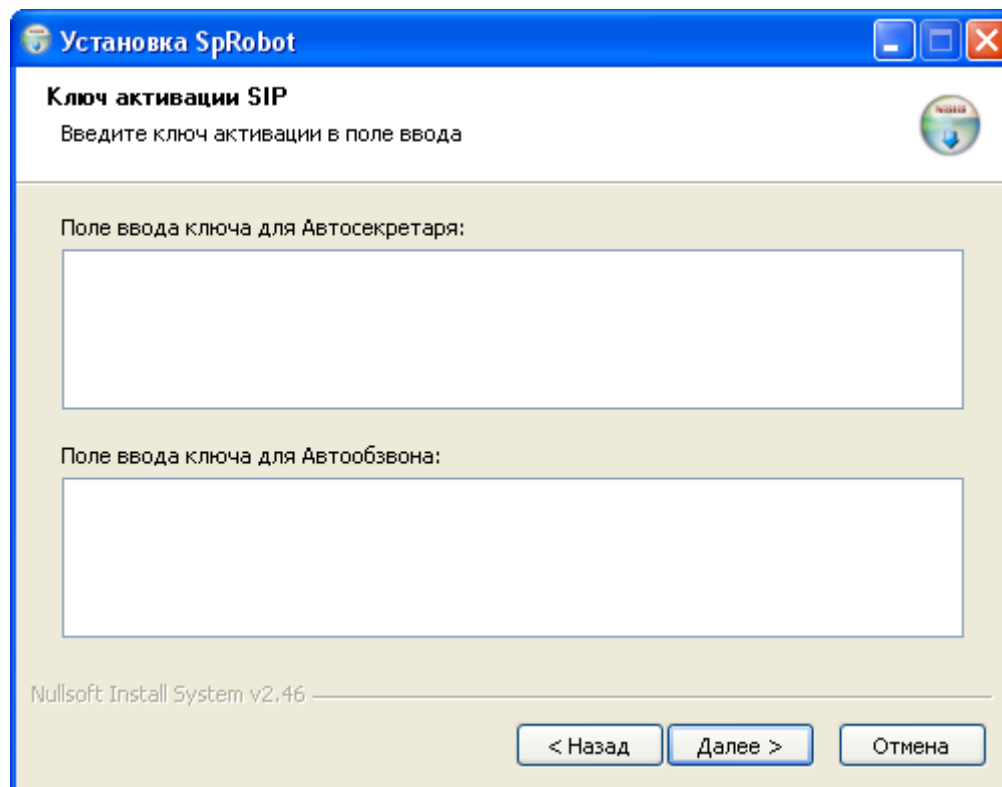 Установка SpRobot
Ключ активации SIP
Введите ключ активации в поле ввода
Поле ввода ключа для Автосекретаря:
Поле ввода ключа для Автообзвона:
Nullsoft Install System v2.46
< Назад
Далее >
Отмена